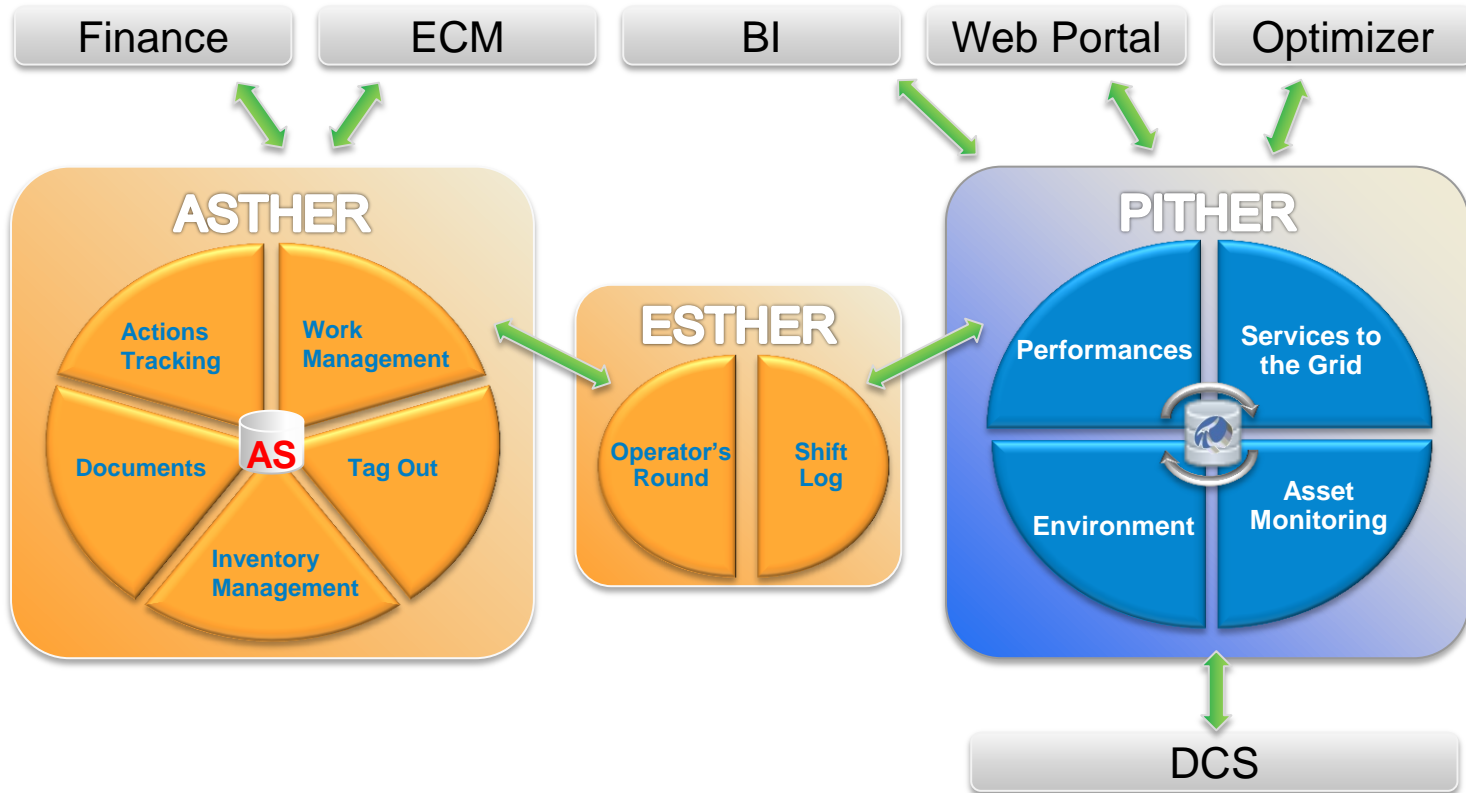 Finance
ECM
BI
Web Portal
Optimizer
ASTHER
Actions
Tracking
Work
Management
Documents
AS
Tag Out
Inventory
Management
ESTHER
Operator's
Round
Shift
Log
PITHER
Performances
Services to
the Grid
Environment
Asset
Monitoring
DCS